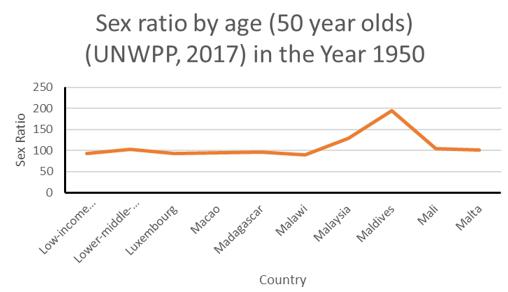 Sex ratio by age (50 year olds)
(UNWPP, 2017) in the Year 1950
250
200
150
100
50
0
Sex Ratio
Low-income...
Lower-middle-...
Luxembourg
Macao
Madagascar
Malawi
Malaysia
Maldives
Mali
Malta
Country